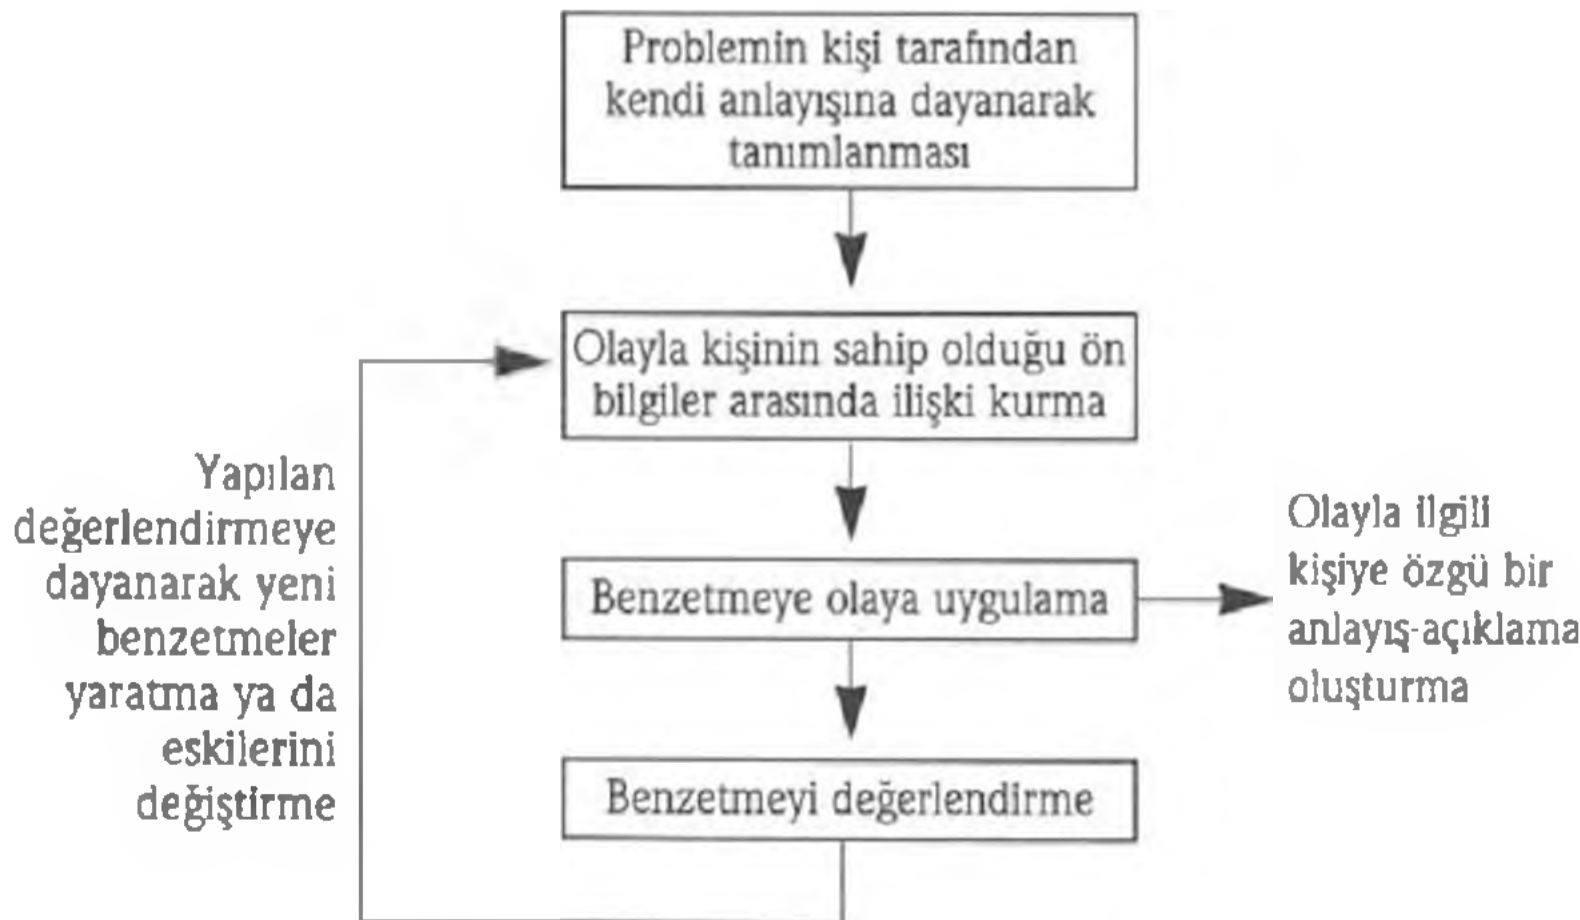 Problemin kişi tarafından
kendi anlayışına dayanarak
tanımlanması
Olayla kişinin sahip olduğu ön
bilgiler arasında ilişki kurma
Yapılan
değerlendirmeye
dayanarak yeni
benzetmeler
yaratma ya da
eskilerini
değiştirme
Benzetmeye olaya uygulama
Olayla ilgili
kişiye özgü bir
anlayış-açıklama
oluşturma
Benzetmeyi değerlendirme